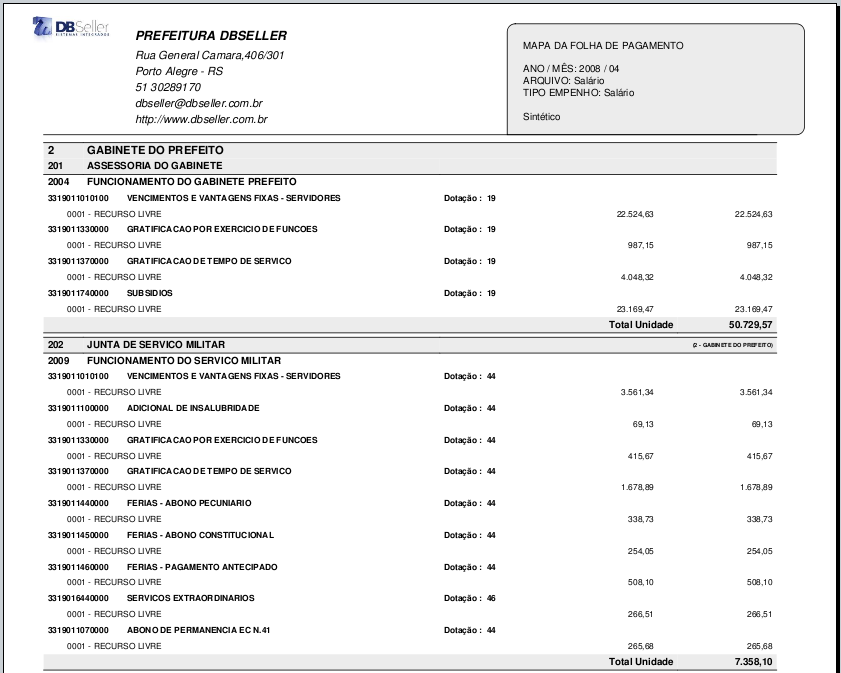 DBSeller
SISTEMAS INTEGRADOS
PREFEITURA DBSELLER
Rua General Camara,406/301
Porto Alegre - RS
51 30289170
dbseller@dbseller.com.br
http://www.dbseller.com.br
MAPA DA FOLHA DE PAGAMENTO
ANO / MÊS: 2008 / 04
ARQUIVO: Salário
TIPO EMPENHO: Salário
Sintético
2 GABINETE DO PREFEITO
201 ASSESSORIA DO GABINETE
2004 FUNCIONAMENTO DO GABINETE PREFEITO
3319011010100 VENCIMENTOS E VANTAGENS FIXAS - SERVIDORES Dotação : 19
0001 - RECURSO LIVRE 22.524,63 22.524,63
3319011330000 GRATIFICACAO POR EXERCICIO DE FUNCOES Dotação : 19
0001 - RECURSO LIVRE 987,15 987,15
3319011370000 GRATIFICACAO DE TEMPO DE SERVICO Dotação : 19
0001 - RECURSO LIVRE 4.048,32 4.048,32
3319011740000 SUBSIDIOS Dotação : 19
0001 - RECURSO LIVRE 23.169,47 23.169,47
Total Unidade 50.729,57
202 JUNTA DE SERVICO MILITAR (2 - GABINETE DO PREFEITO)
2009 FUNCIONAMENTO DO SERVICO MILITAR
3319011010100 VENCIMENTOS E VANTAGENS FIXAS - SERVIDORES Dotação : 44
0001 - RECURSO LIVRE 3.561,34 3.561,34
3319011100000 ADICIONAL DE INSALUBRIDADE Dotação : 44
0001 - RECURSO LIVRE 69,13 69,13
3319011330000 GRATIFICACAO POR EXERCICIO DE FUNCOES Dotação : 44
0001 - RECURSO LIVRE 415,67 415,67
3319011370000 GRATIFICACAO DE TEMPO DE SERVICO Dotação : 44
0001 - RECURSO LIVRE 1.678,89 1.678,89
3319011440000 FERIAS - ABONO PECUNIARIO Dotação : 44
0001 - RECURSO LIVRE 338,73 338,73
3319011450000 FERIAS - ABONO CONSTITUCIONAL Dotação : 44
0001 - RECURSO LIVRE 254,05 254,05
3319011460000 FERIAS - PAGAMENTO ANTECIPADO Dotação : 44
0001 - RECURSO LIVRE 508,10 508,10
3319016440000 SERVICOS EXTRAORDINARIOS Dotação : 46
0001 - RECURSO LIVRE 266,51 266,51
3319011070000 ABONO DE PERMANENCIA EC N.41 Dotação : 44
0001 - RECURSO LIVRE 265,68 265,68
Total Unidade 7.358,10